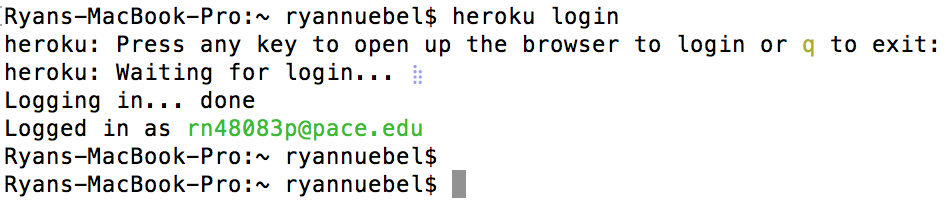 Ryans-MacBook-Pro:~ ryannuebel$ heroku login
heroku: Press any key to open up the browser to login or q to exit:
heroku: Waiting for login... ⣾
Logging in... done
Logged in as rn48083p@pace.edu
Ryans-MacBook-Pro:~ ryannuebel$
Ryans-MacBook-Pro:~ ryannuebel$